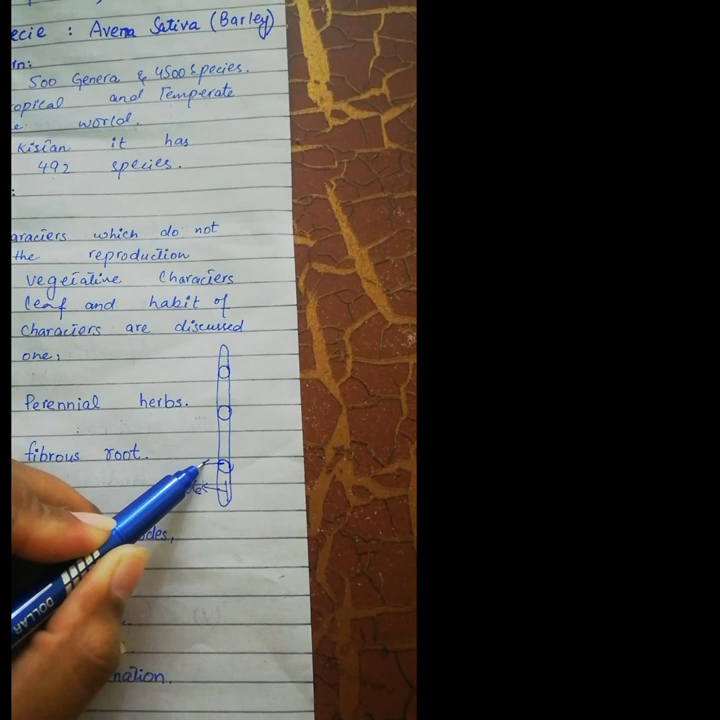 ecie : Avena Sativa (Barley)
in:
500 Genera & 4500 species.
opical and Temperate
e world.
kistan it has
492 species.
:
aracters which do not
the reproduction
vegetative characters
leaf and habit of
characters are discussed
one:
Perennial herbs.
fibrous root.
odes,
nation.
DOLLAR